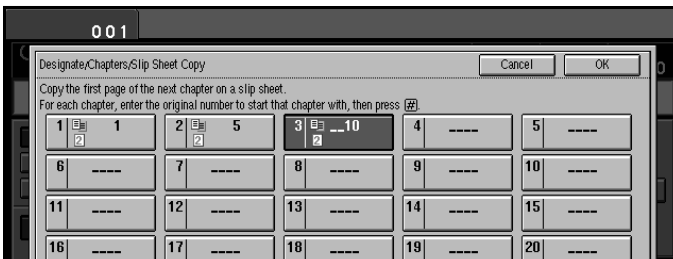 001
0
Designate/Chapters/Slip Sheet Copy Cancel OK
Copy the first page of the next chapter on a slip sheet.
For each chapter, enter the original number to start that chapter with, then press #.
1 1 2 5 3 __10 4 ---- 5 ----
2 2 2
6 ---- 7 ---- 8 ---- 9 ---- 10 ----
11 ---- 12 ---- 13 ---- 14 ---- 15 ----
16 ---- 17 ---- 18 ---- 19 ---- 20 ----